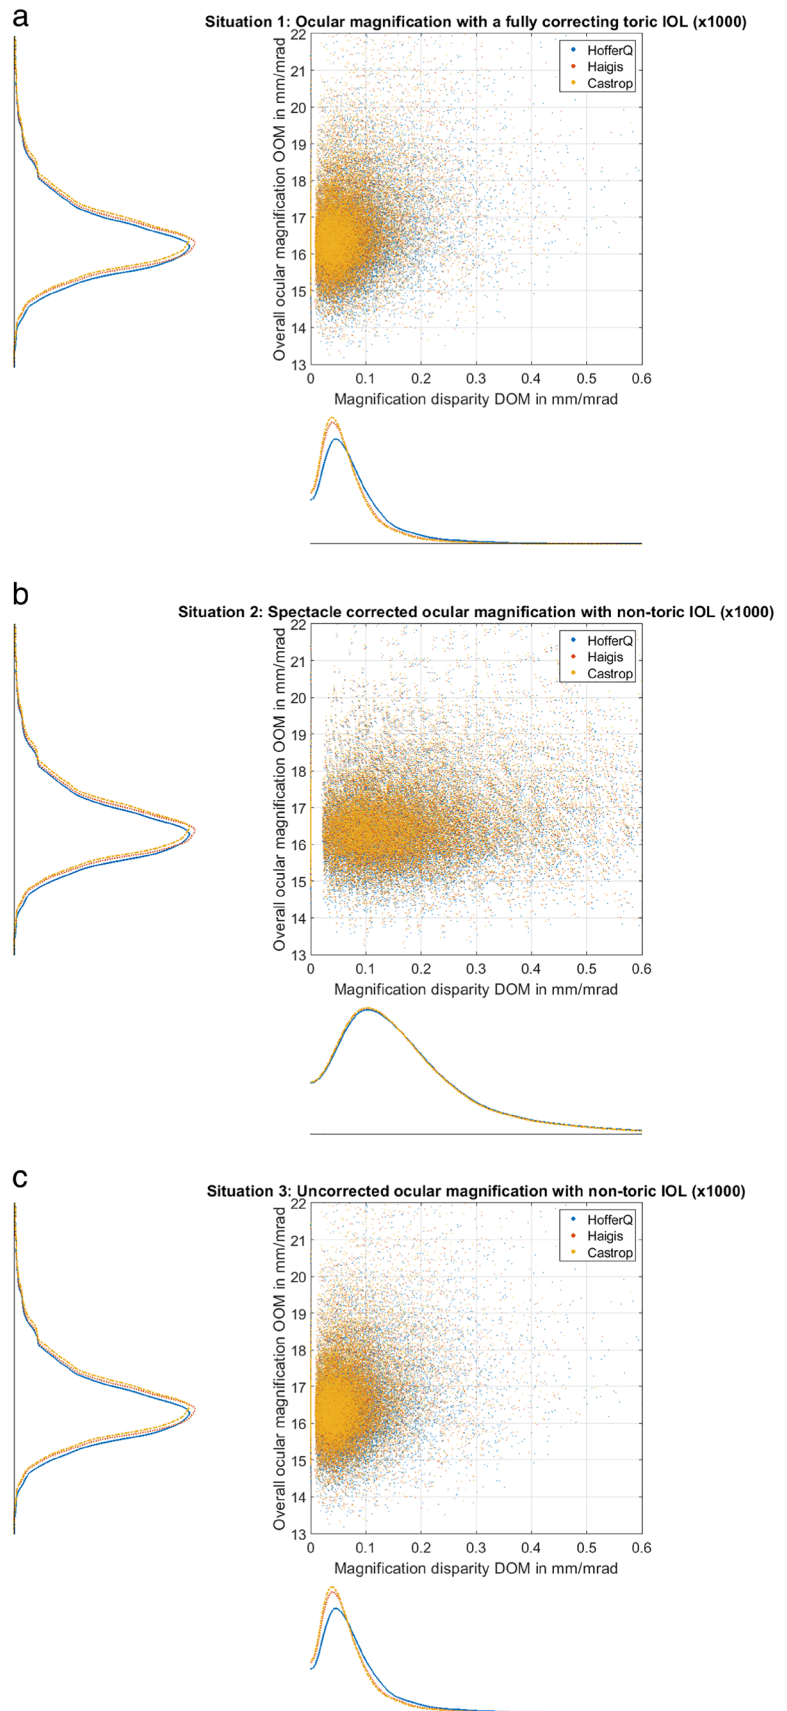 a
Situation 1: Ocular magnification with a fully correcting toric IOL (x1000)
Overall ocular magnification OOM in mm/mrad
22
21
20
19
18
17
16
15
14
13
HofferQ
Haigis
Castrop
0 0.1 0.2 0.3 0.4 0.5 0.6
Magnification disparity DOM in mm/mrad
b
Situation 2: Spectacle corrected ocular magnification with non-toric IOL (x1000)
Overall ocular magnification OOM in mm/mrad
22
21
20
19
18
17
16
15
14
13
HofferQ
Haigis
Castrop
0 0.1 0.2 0.3 0.4 0.5 0.6
Magnification disparity DOM in mm/mrad
c
Situation 3: Uncorrected ocular magnification with non-toric IOL (x1000)
Overall ocular magnification OOM in mm/mrad
22
21
20
19
18
17
16
15
14
13
HofferQ
Haigis
Castrop
0 0.1 0.2 0.3 0.4 0.5 0.6
Magnification disparity DOM in mm/mrad